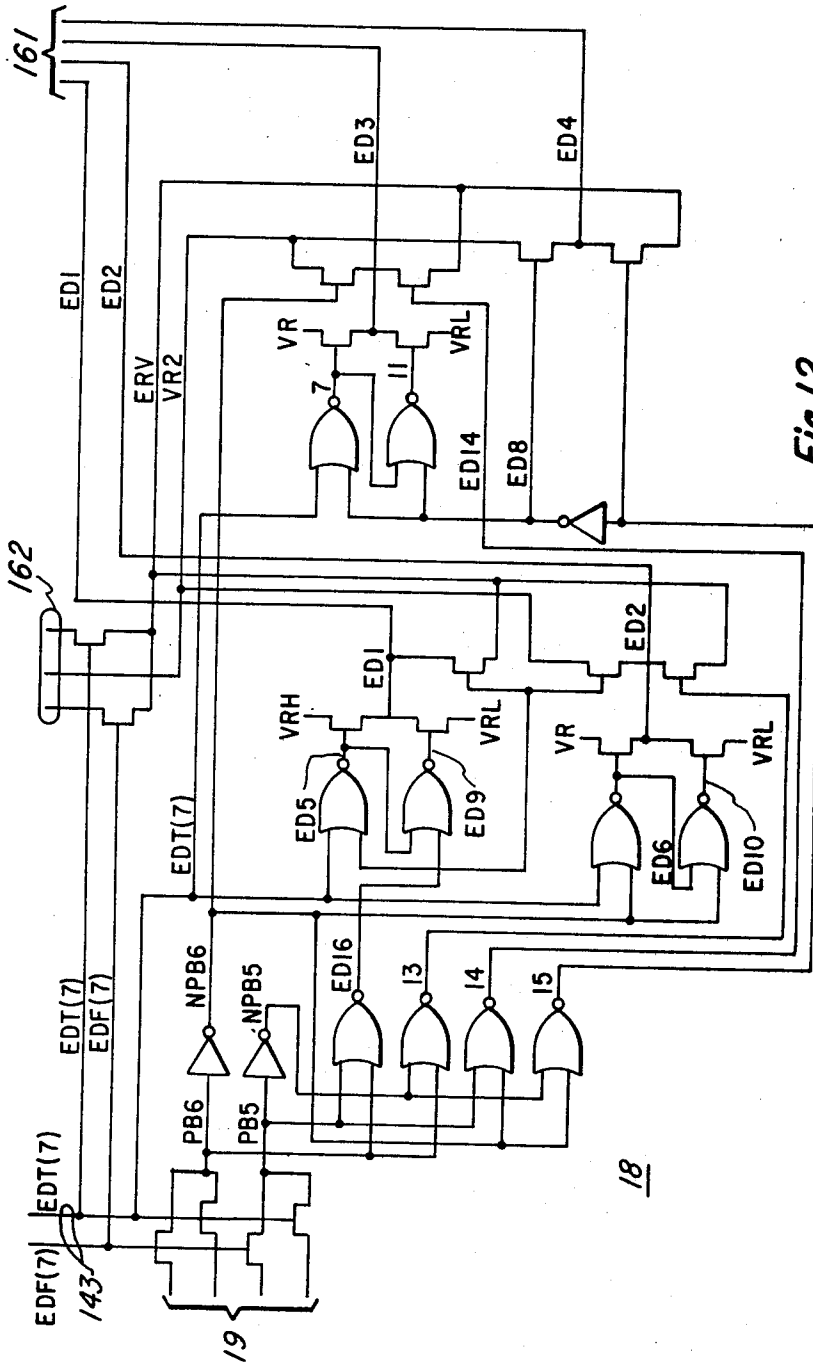 161
ED1
ED2
ERV
VR2
ED3
ED4
162
EDT(7)
EDF(7)
EDT(7)
EDF(7)
143
19
PB6
NPB6
PB5
NPB5
EDT(7)
ED16
13
14
15
ED5
ED9
VRH
VRL
ED1
VR
VRL
7
11
ED14
ED8
ED6
ED10
VR
VRL
ED2
18